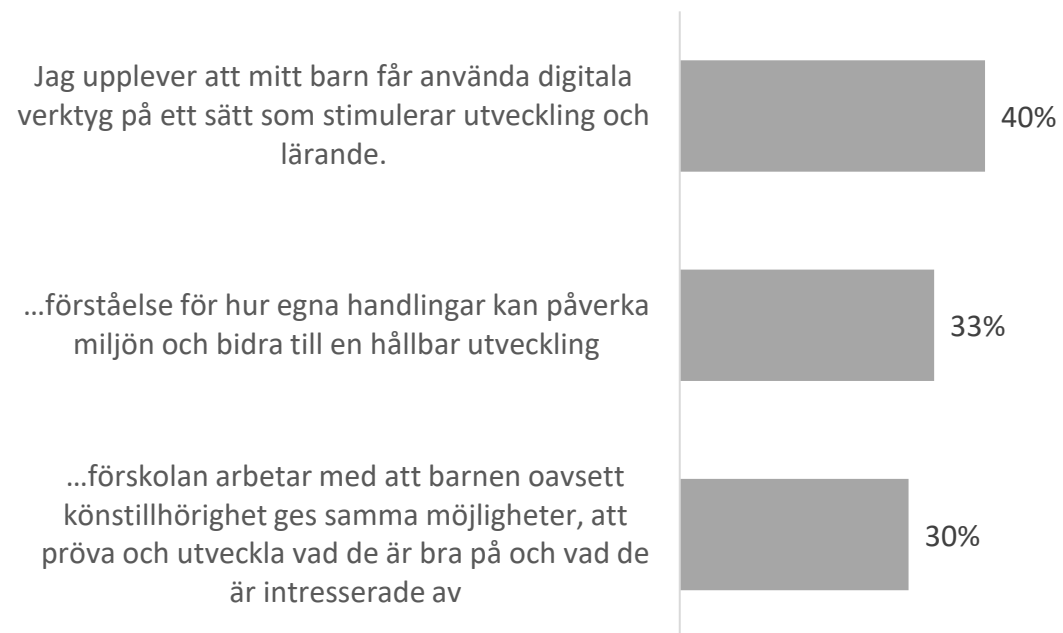 Jag upplever att mitt barn får använda digitala
verktyg på ett sätt som stimulerar utveckling och
lärande.
40%
…förståelse för hur egna handlingar kan påverka
miljön och bidra till en hållbar utveckling
33%
…förskolan arbetar med att barnen oavsett
könstillhörighet ges samma möjligheter, att
pröva och utveckla vad de är bra på och vad de
är intresserade av
30%